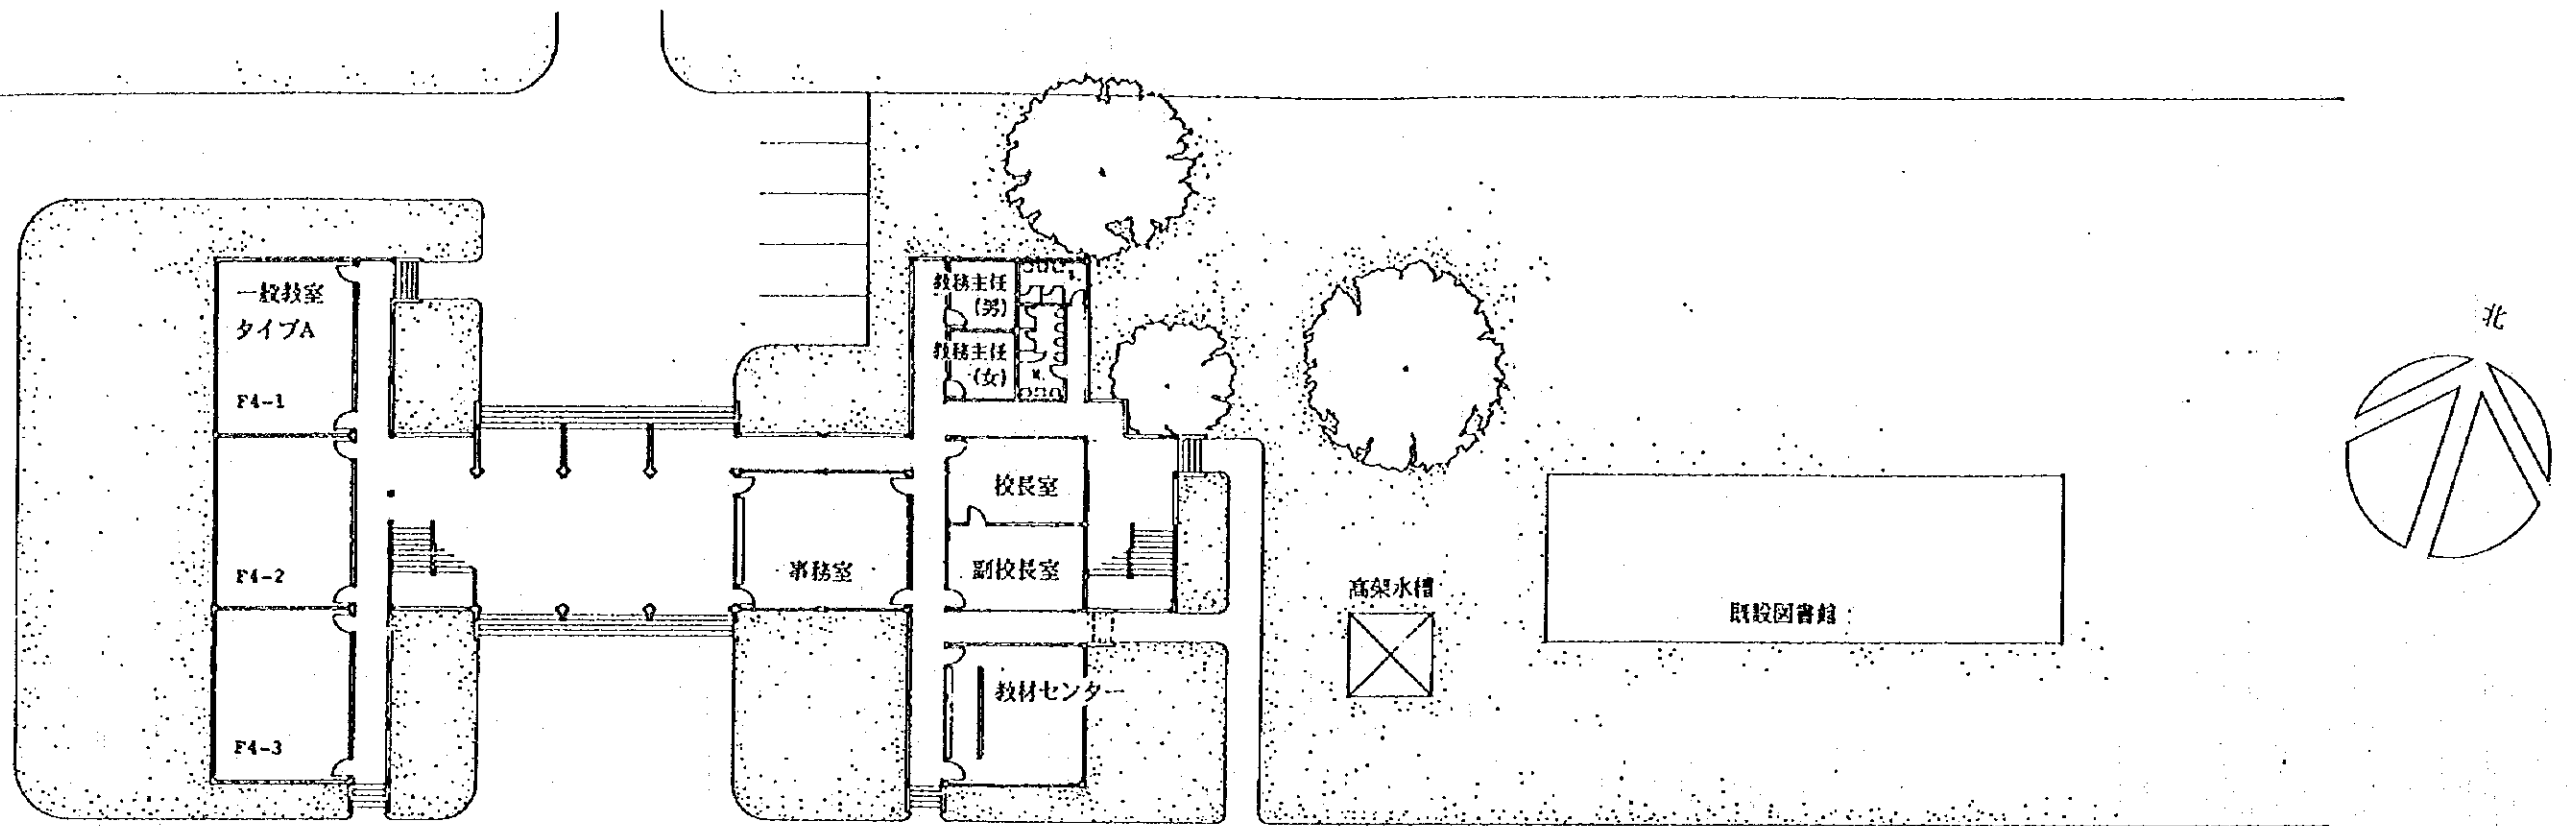 一般教室
タイプA
F4-1
F4-2
F4-3
事務室
教務主任
(男)
教務主任
(女)
校長室
副校長室
教材センター
高架水槽
既設図書館
北